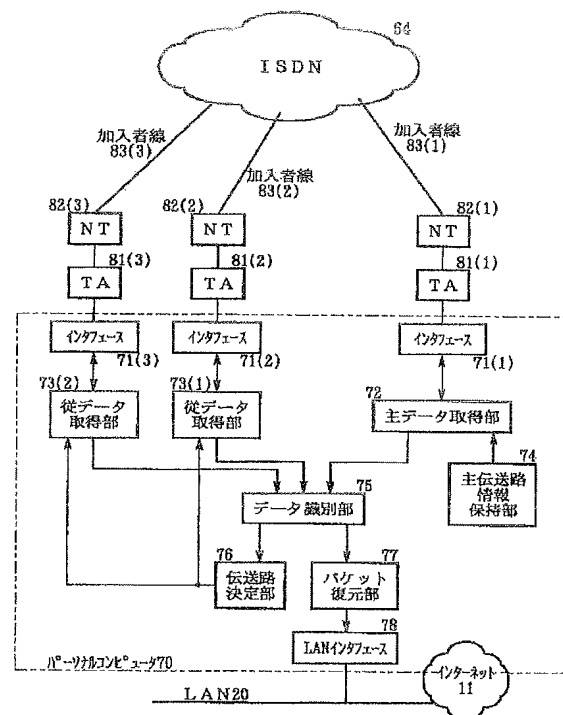 64
ISDN
加入者線
83(3)
加入者線
83(2)
加入者線
83(1)
82(3)
NT
82(2)
NT
82(1)
NT
81(3)
TA
81(2)
TA
81(1)
TA
インタフェース
71(3)
インタフェース
71(2)
インタフェース
71(1)
73(2)
従データ
取得部
73(1)
従データ
取得部
72
主データ取得部
74
主伝送路
情報
保持部
75
データ識別部
76
伝送路
決定部
77
パケット
復元部
78
LANインタフェース
パーソナルコンピュータ70
インターネット
11
LAN20